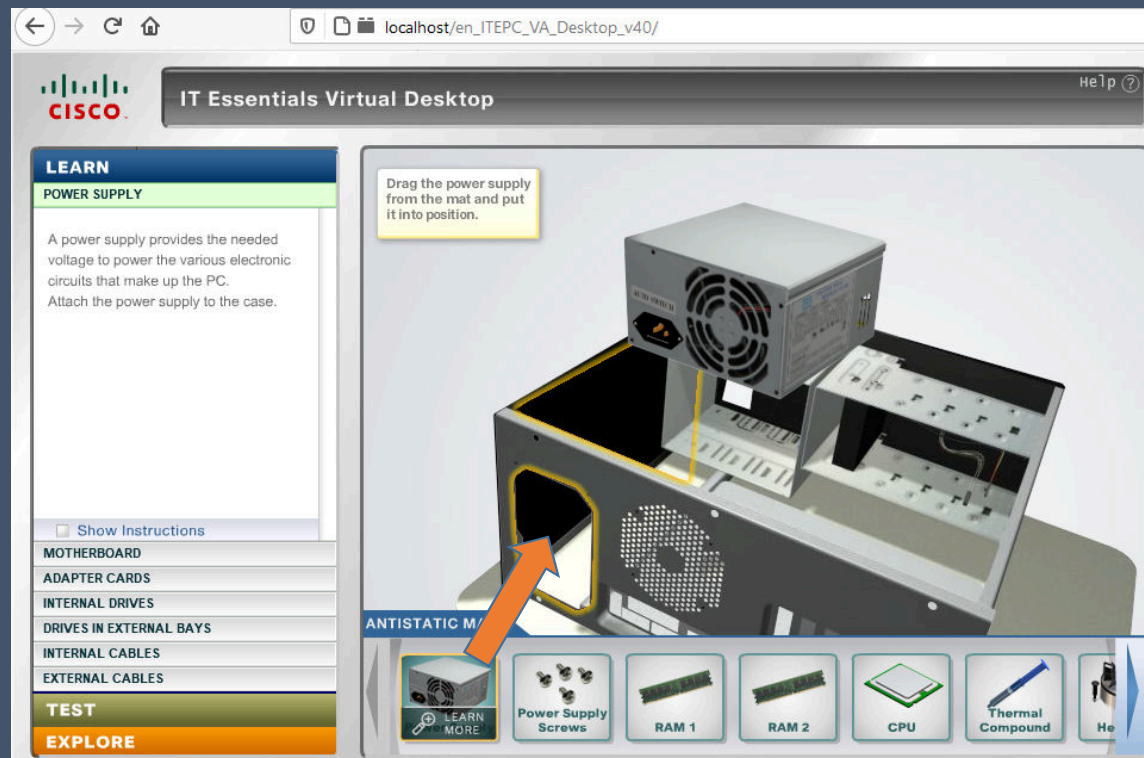 localhost/en_ITEPC_VA_Desktop_v40/
CISCO
IT Essentials Virtual Desktop
Help ?
LEARN
POWER SUPPLY
A power supply provides the needed
voltage to power the various electronic
circuits that make up the PC.
Attach the power supply to the case.
Show Instructions
MOTHERBOARD
ADAPTER CARDS
INTERNAL DRIVES
DRIVES IN EXTERNAL BAYS
INTERNAL CABLES
EXTERNAL CABLES
TEST
EXPLORE
Drag the power supply
from the mat and put
it into position.
AUTO SWITCH
ANTISTATIC
LEARN
MORE
Power Supply
Screws
RAM 1
RAM 2
CPU
Thermal
Compound
He